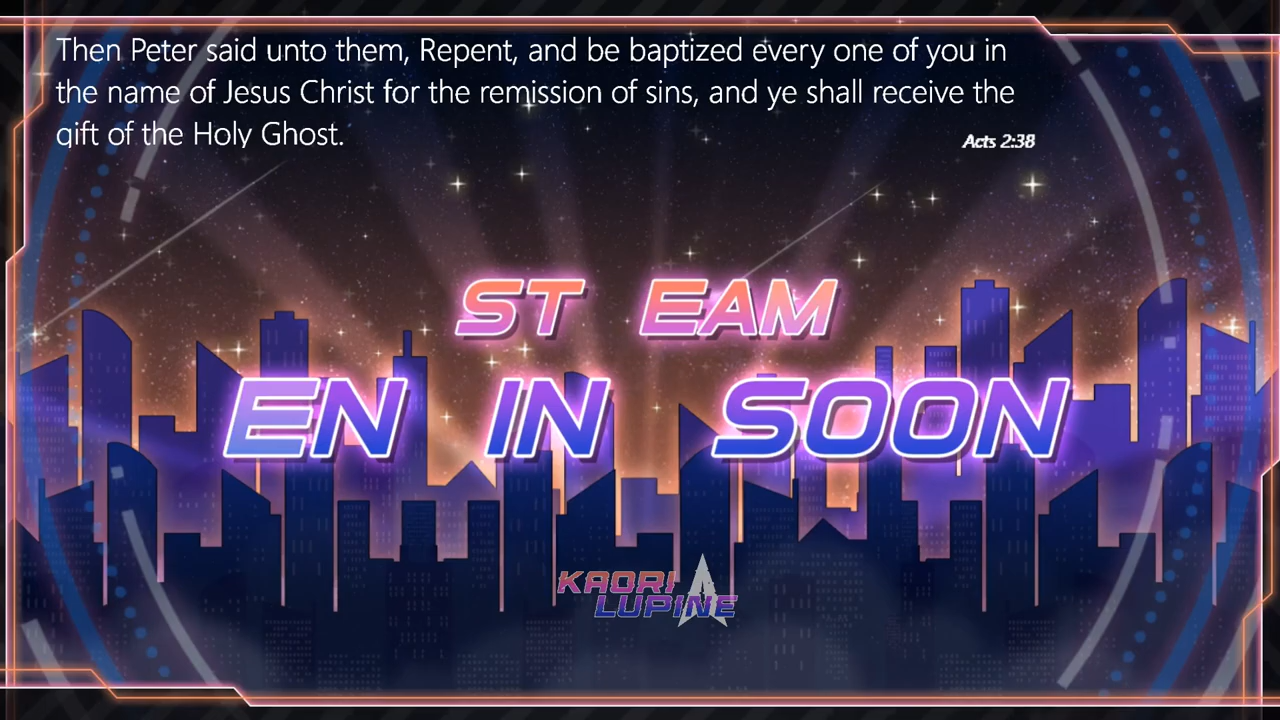 Then Peter said unto them, Repent, and be baptized every one of you in
the name of Jesus Christ for the remission of sins, and ye shall receive the
gift of the Holy Ghost.
Acts 2:38
ST EAM
EN IN SOON
KAORI
LUPINE